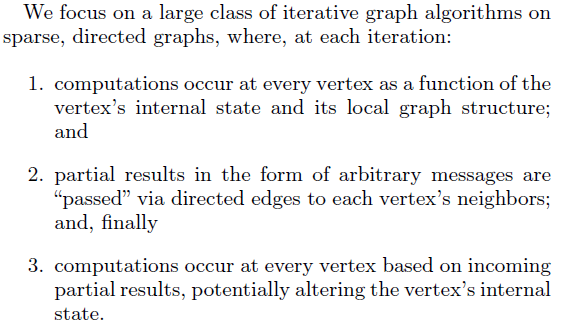 We focus on a large class of iterative graph algorithms on
sparse, directed graphs, where, at each iteration:
1. computations occur at every vertex as a function of the
vertex's internal state and its local graph structure;
and
2. partial results in the form of arbitrary messages are
“passed” via directed edges to each vertex's neighbors;
and, finally
3. computations occur at every vertex based on incoming
partial results, potentially altering the vertex's internal
state.